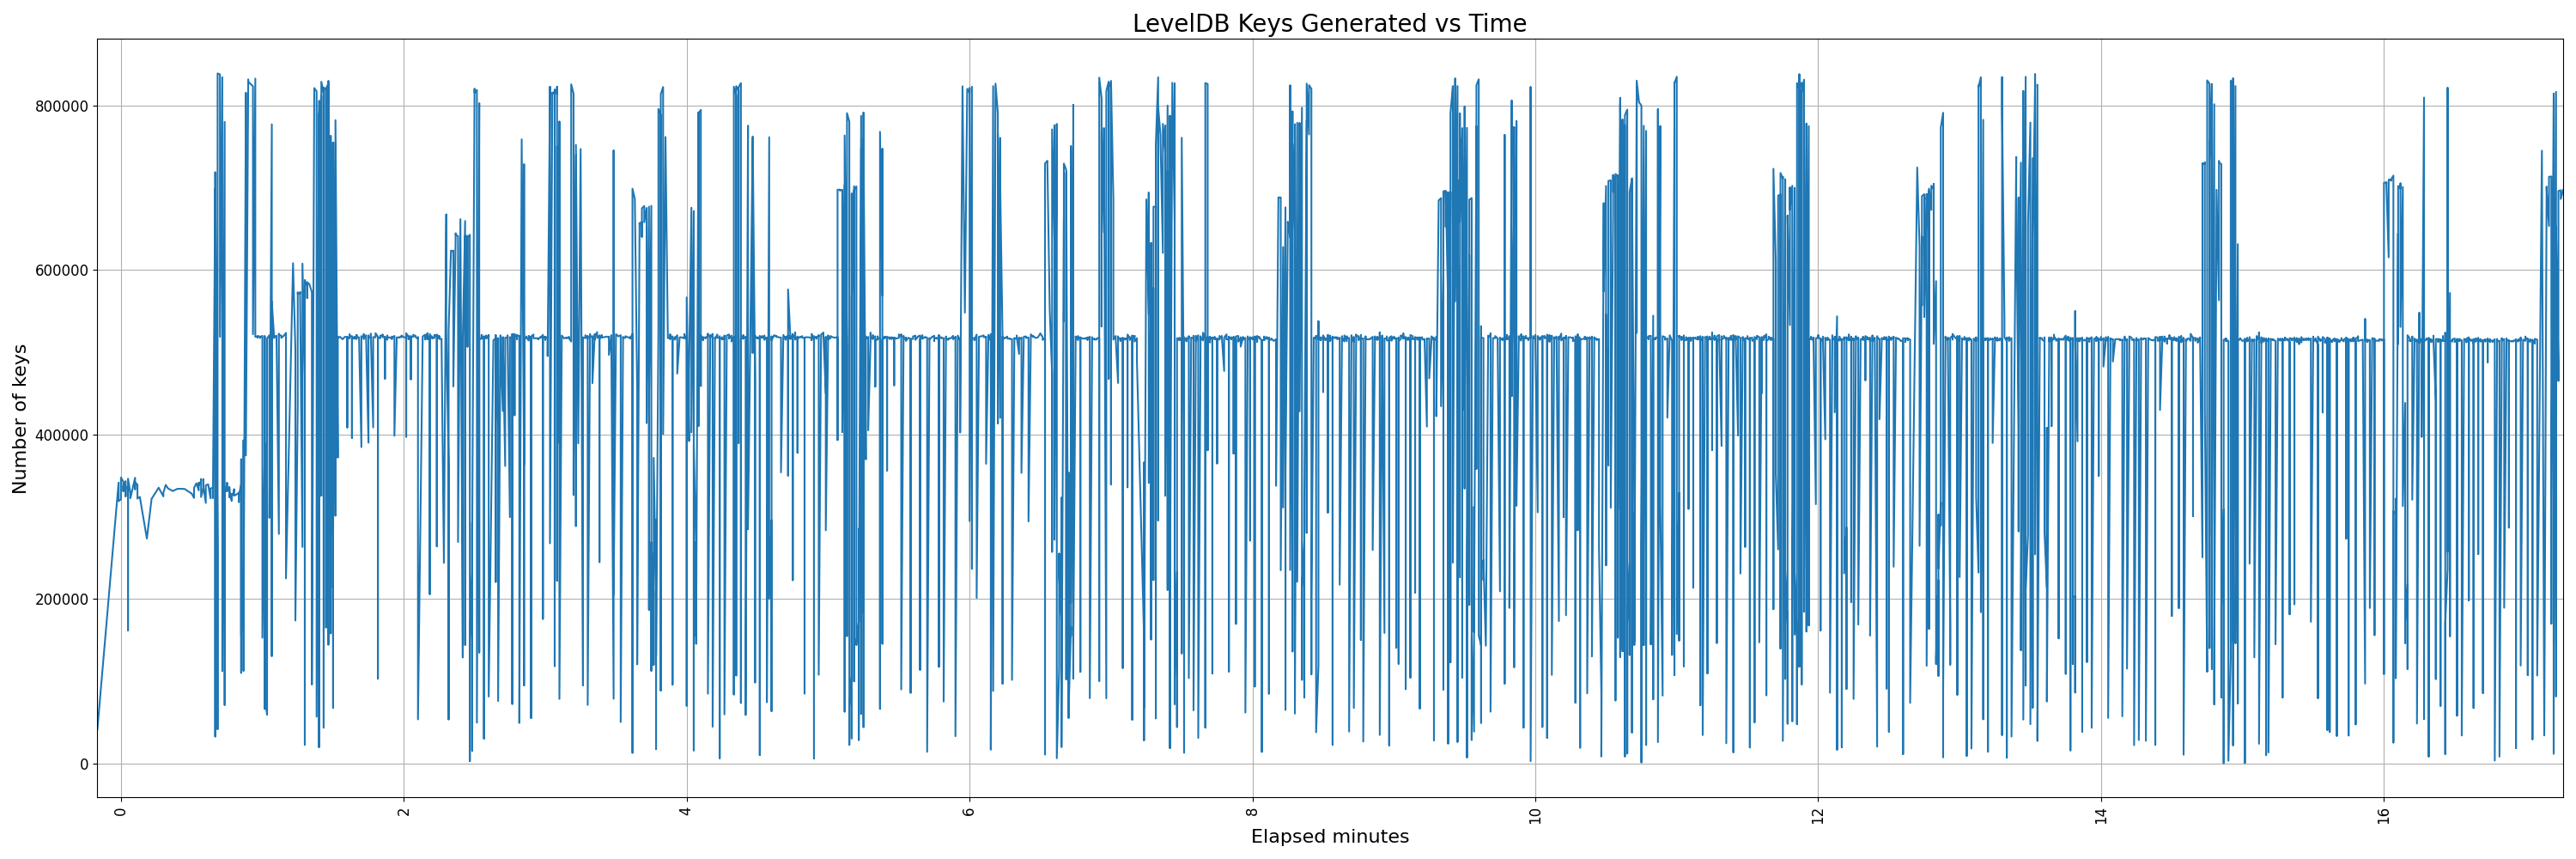 LevelDB Keys Generated vs Time
Number of keys
800000
600000
400000
200000
0
0 2 4 6 8 10 12 14 16
Elapsed minutes